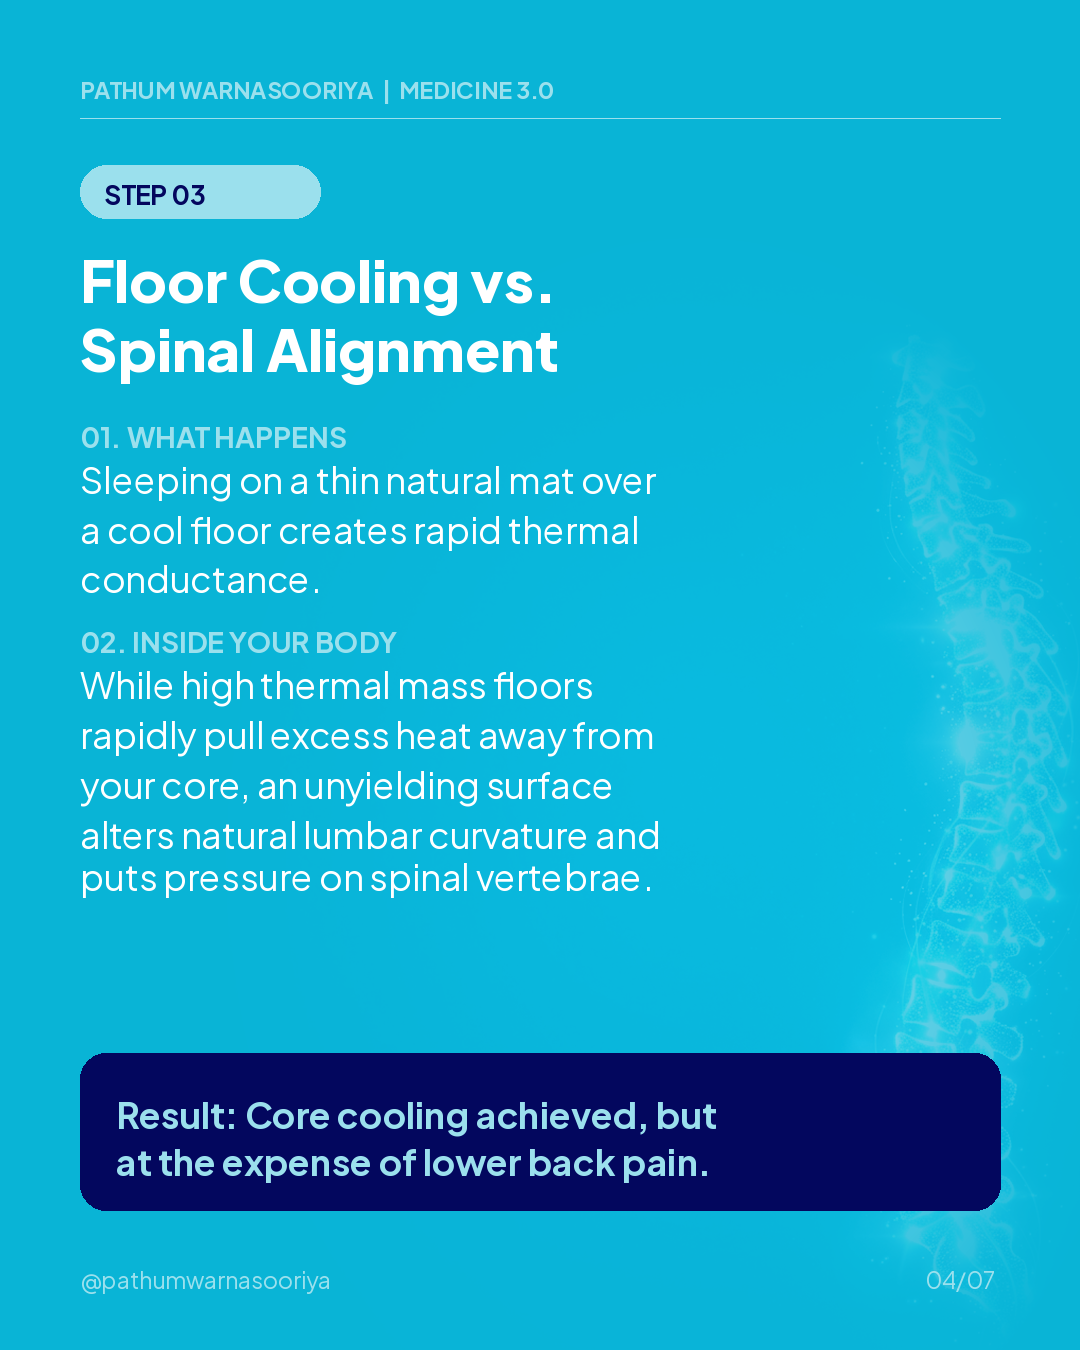 PATHUM WARNASOORIYA | MEDICINE 3.0
STEP 03
Floor Cooling vs.
Spinal Alignment
01. WHAT HAPPENS
Sleeping on a thin natural mat over
a cool floor creates rapid thermal
conductance.
02. INSIDE YOUR BODY
While high thermal mass floors
rapidly pull excess heat away from
your core, an unyielding surface
alters natural lumbar curvature and
puts pressure on spinal vertebrae.
Result: Core cooling achieved, but
at the expense of lower back pain.
@pathumwarnasooriya
04/07